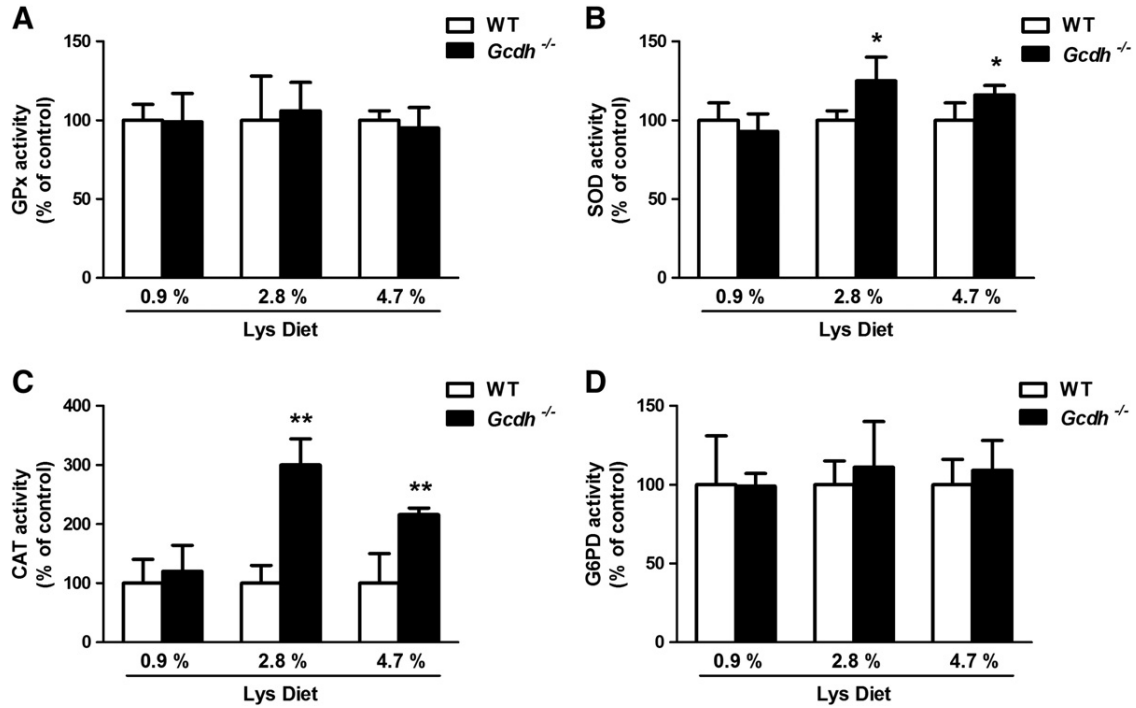 A
WT
Gcdh -/-
150
100
50
0
GPx activity
(% of control)
0.9 %
2.8 %
4.7 %
Lys Diet
B
WT
Gcdh -/-
150
100
50
0
SOD activity
(% of control)
*
*
0.9 %
2.8 %
4.7 %
Lys Diet
C
WT
Gcdh -/-
400
300
200
100
0
CAT activity
(% of control)
**
**
0.9 %
2.8 %
4.7 %
Lys Diet
D
WT
Gcdh -/-
150
100
50
0
G6PD activity
(% of control)
0.9 %
2.8 %
4.7 %
Lys Diet